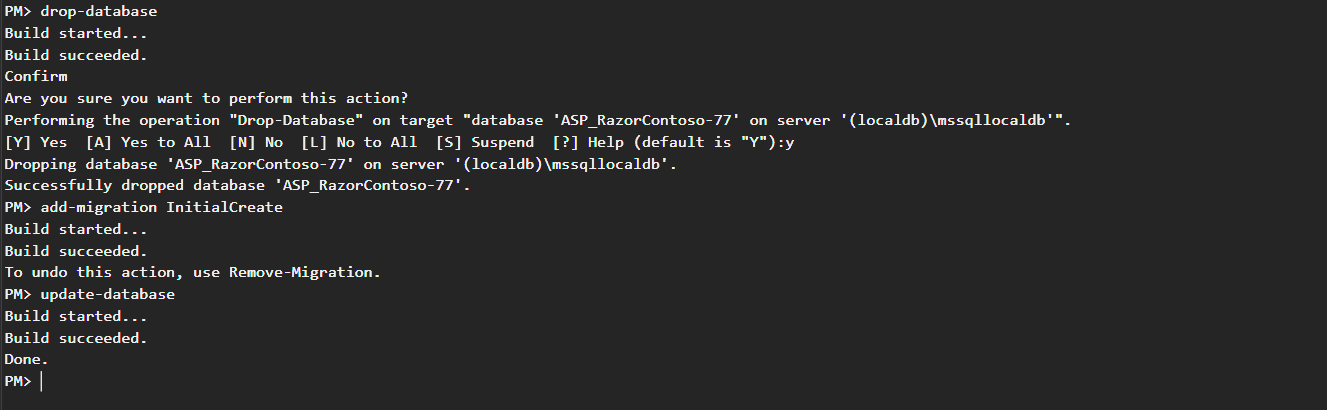 PM> drop-database
Build started...
Build succeeded.
Confirm
Are you sure you want to perform this action?
Performing the operation "Drop-Database" on target "database 'ASP_RazorContoso-77' on server '(localdb)\mssqllocaldb'".
[Y] Yes  [A] Yes to All  [N] No  [L] No to All  [S] Suspend  [?] Help (default is "Y"):y
Dropping database 'ASP_RazorContoso-77' on server '(localdb)\mssqllocaldb'.
Successfully dropped database 'ASP_RazorContoso-77'.
PM> add-migration InitialCreate
Build started...
Build succeeded.
To undo this action, use Remove-Migration.
PM> update-database
Build started...
Build succeeded.
Done.
PM>